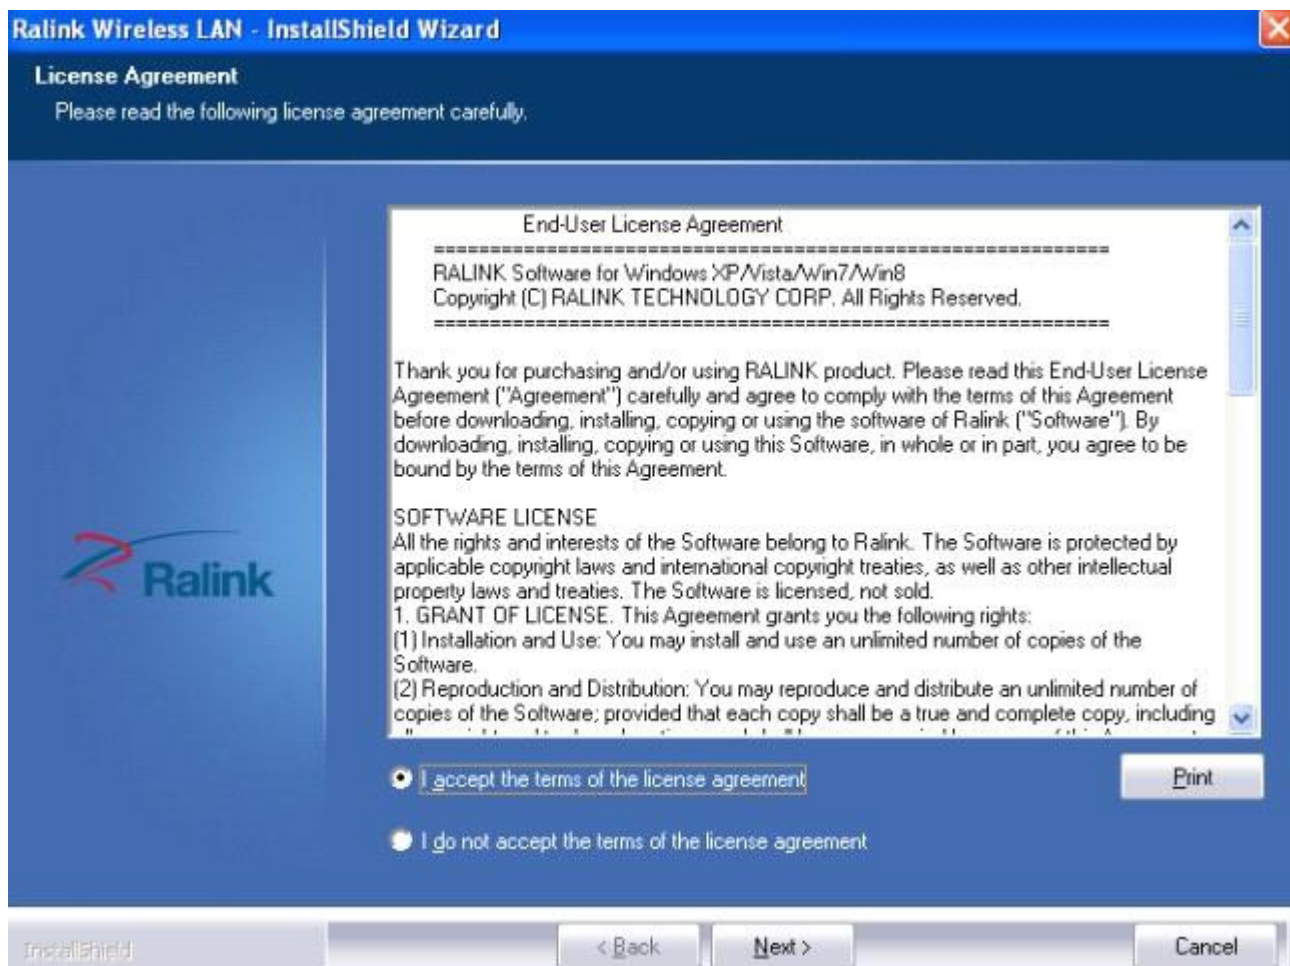 Ralink Wireless LAN - InstallShield Wizard
License Agreement
Please read the following license agreement carefully.
End-User License Agreement
============================================================
RALINK Software for Windows XP/Vista/Win7/Win8
Copyright (C) RALINK TECHNOLOGY CORP. All Rights Reserved.
============================================================
Thank you for purchasing and/or using RALINK product. Please read this End-User License
Agreement ("Agreement") carefully and agree to comply with the terms of this Agreement
before downloading, installing, copying or using the software of Ralink ("Software"). By
downloading, installing, copying or using this Software, in whole or in part, you agree to be
bound by the terms of this Agreement.
SOFTWARE LICENSE
All the rights and interests of the Software belong to Ralink. The Software is protected by
applicable copyright laws and international copyright treaties, as well as other intellectual
property laws and treaties. The Software is licensed, not sold.
1. GRANT OF LICENSE. This Agreement grants you the following rights:
(1) Installation and Use: You may install and use an unlimited number of copies of the
Software.
(2) Reproduction and Distribution: You may reproduce and distribute an unlimited number of
copies of the Software; provided that each copy shall be a true and complete copy, including
Ralink
I accept the terms of the license agreement
Print
I do not accept the terms of the license agreement
InstallShield
< Back
Next >
Cancel